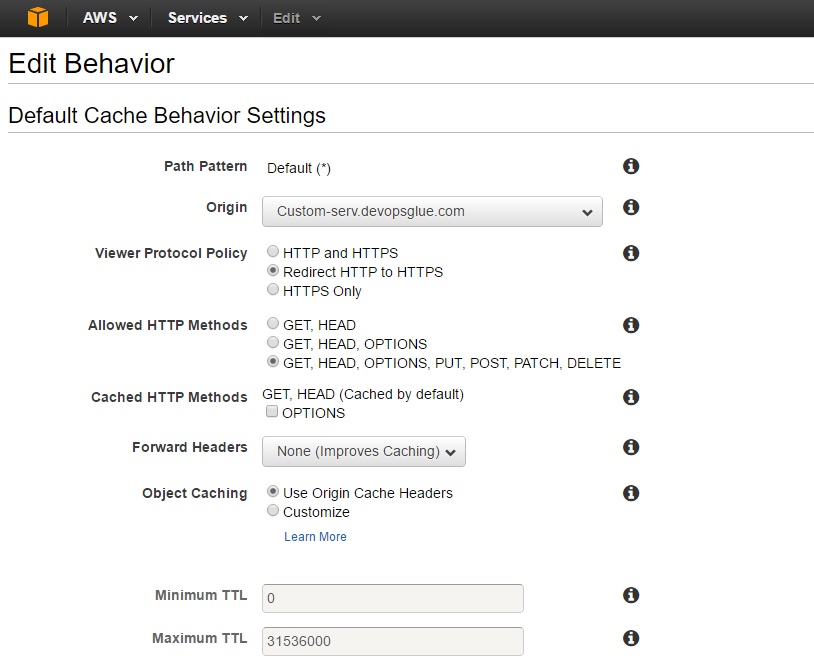 AWS Services Edit
Edit Behavior
Default Cache Behavior Settings
Path Pattern Default (*)
Origin Custom-serv.devopsglue.com
Viewer Protocol Policy HTTP and HTTPS
Redirect HTTP to HTTPS
HTTPS Only
Allowed HTTP Methods GET, HEAD
GET, HEAD, OPTIONS
GET, HEAD, OPTIONS, PUT, POST, PATCH, DELETE
Cached HTTP Methods GET, HEAD (Cached by default)
OPTIONS
Forward Headers None (Improves Caching)
Object Caching Use Origin Cache Headers
Customize
Learn More
Minimum TTL 0
Maximum TTL 31536000